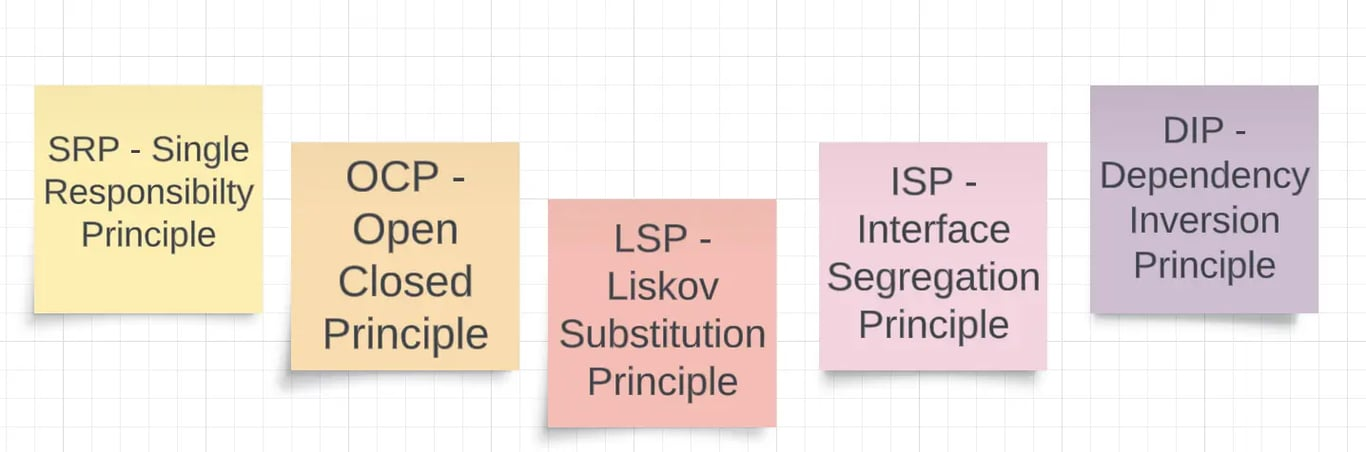 SRP - Single
Responsibilty
Principle
OCP -
Open
Closed
Principle
LSP -
Liskov
Substitution
Principle
ISP -
Interface
Segregation
Principle
DIP -
Dependency
Inversion
Principle